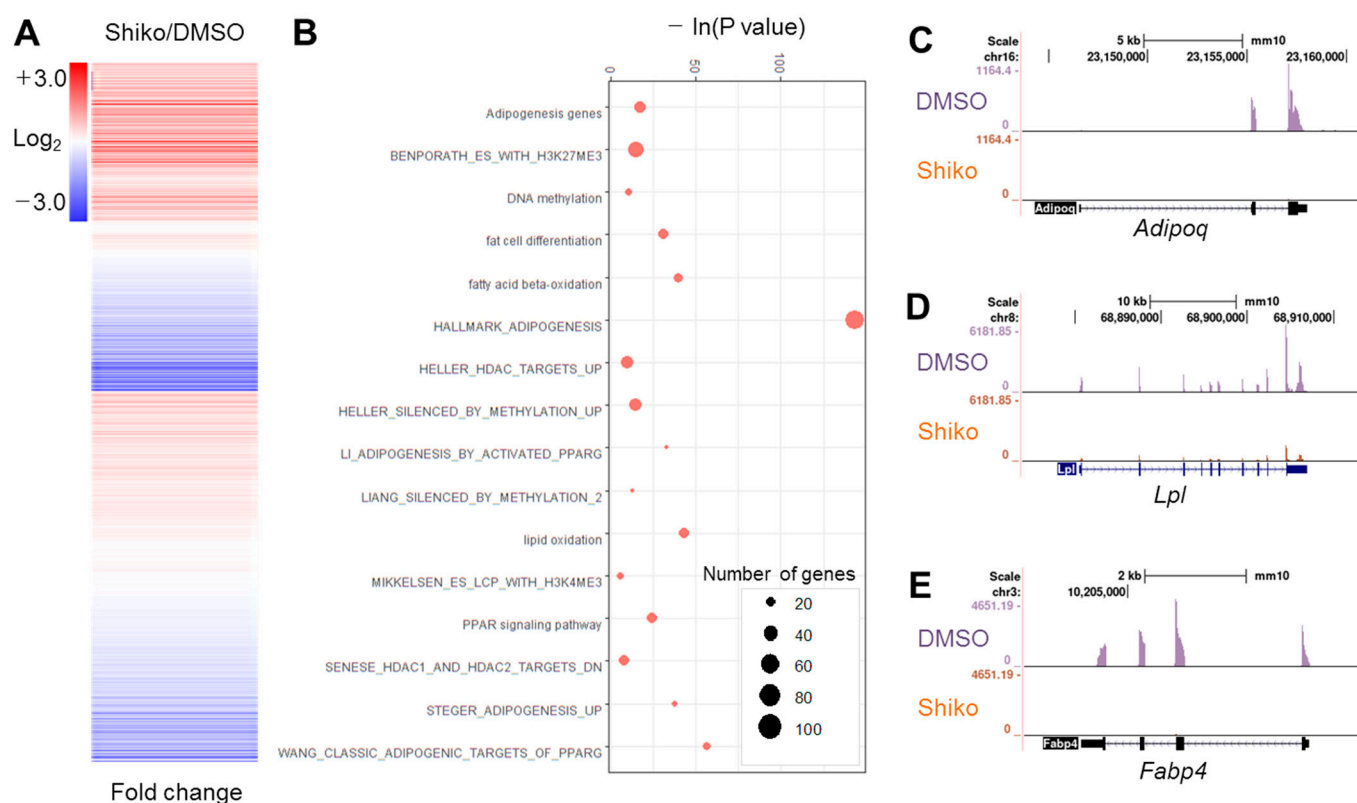 A
Shiko/DMSO
+3.0
Log2
−3.0
Fold change
B
− ln(P value)
0
500
1000
Adipogenesis genes
BENPORATH_ES_WITH_H3K27ME3
DNA methylation
fat cell differentiation
fatty acid beta-oxidation
HALLMARK_ADIPOGENESIS
HELLER_HDAC_TARGETS_UP
HELLER_SILENCED_BY_METHYLATION_UP
LI_ADIPOGENESIS_BY_ACTIVATED_PPARG
LIANG_SILENCED_BY_METHYLATION_2
lipid oxidation
MIKKELSEN_ES_LCP_WITH_H3K4ME3
PPAR signaling pathway
SENESE_HDAC1_AND_HDAC2_TARGETS_DN
STEGER_ADIPOGENESIS_UP
WANG_CLASSIC_ADIPOGENIC_TARGETS_OF_PPARG
Number of genes
20
40
60
80
100
C
Scale 5 kb mm10
chr16: 23,150,000 23,155,000 23,160,000
1164.4 -
DMSO
0
1164.4 -
Shiko
0
Adipoq
Adipoq
D
Scale 10 kb mm10
chr8: 68,890,000 68,900,000 68,910,000
6181.85 -
DMSO
0
6181.85 -
Shiko
0
Lpl
Lpl
E
Scale 2 kb mm10
chr3: 10,205,000
4651.19 -
DMSO
0
4651.19 -
Shiko
0
Fabp4
Fabp4